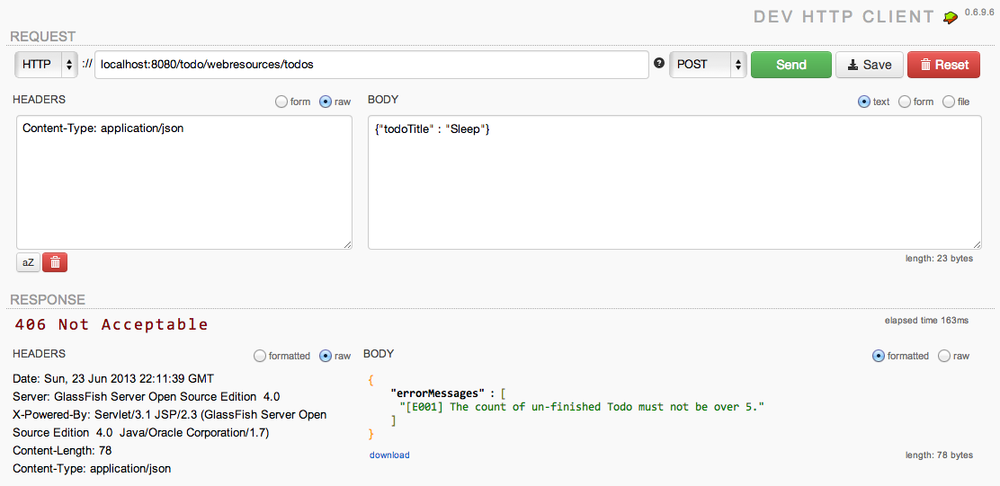 DEV HTTP CLIENT 0.6.9.6
REQUEST
HTTP :// localhost:8080/todo/webresources/todos ? POST Send Save Reset
HEADERS form raw BODY text form file
Content-Type: application/json {"todoTitle" : "Sleep"}
aZ length: 23 bytes
RESPONSE
406 Not Acceptable elapsed time 163ms
HEADERS formatted raw BODY formatted raw
Date: Sun, 23 Jun 2013 22:11:39 GMT {
Server: GlassFish Server Open Source Edition 4.0 "errorMessages" : [
X-Powered-By: Servlet/3.1 JSP/2.3 (GlassFish Server Open "[E001] The count of un-finished Todo must not be over 5."
Source Edition 4.0 Java/Oracle Corporation/1.7) ]
}
Content-Length: 78 download length: 78 bytes
Content-Type: application/json